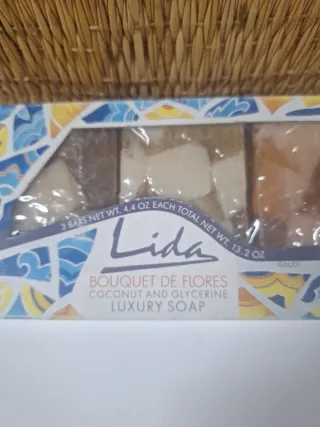 3 BARS NET WT. 4.4 OZ EACH TOTAL NET WT. 13.2 OZ
Lida
GAUDI
BOUQUET DE FLORES
COCONUT AND GLYCERINE
LUXURY SOAP